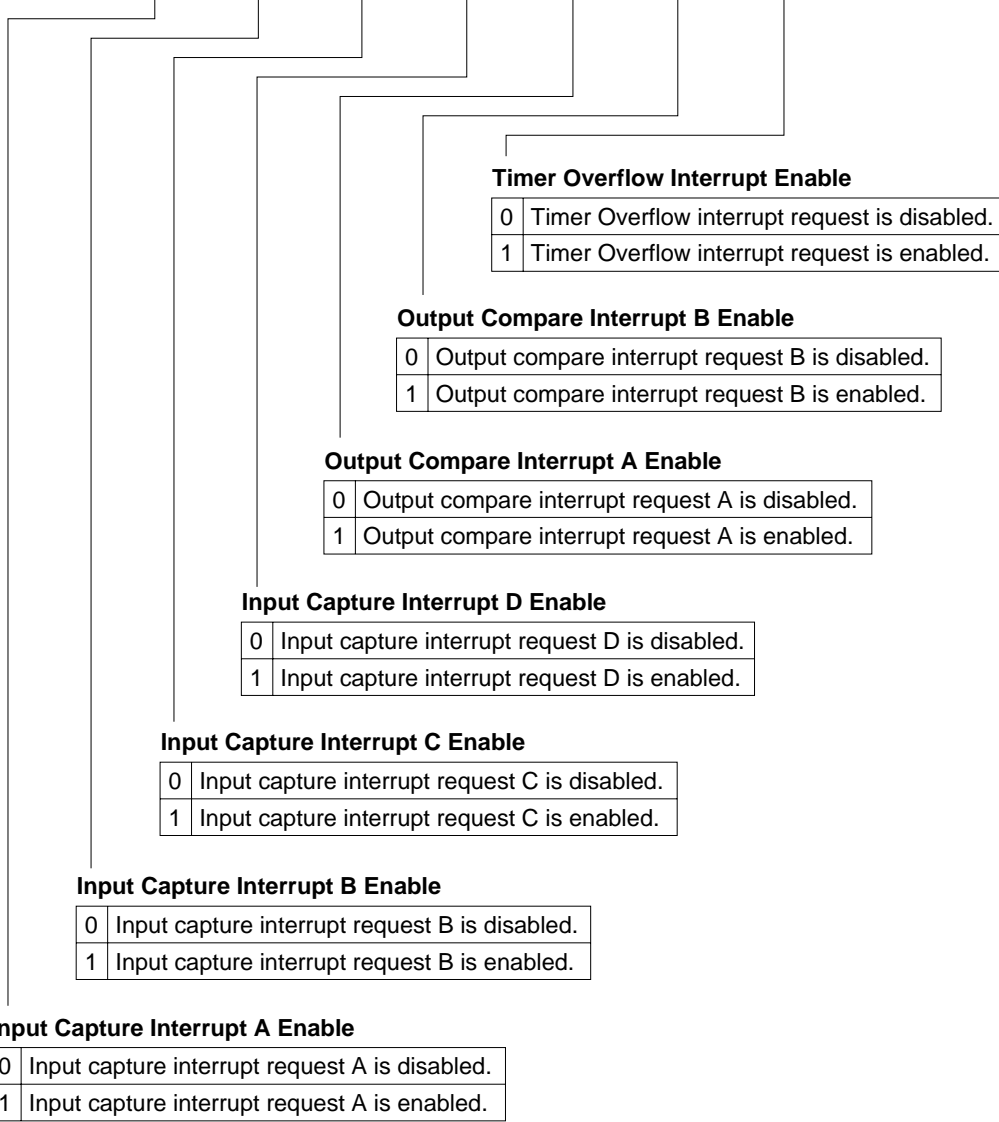 Timer Overflow Interrupt Enable
0 Timer Overflow interrupt request is disabled.
1 Timer Overflow interrupt request is enabled.
Output Compare Interrupt B Enable
0 Output compare interrupt request B is disabled.
1 Output compare interrupt request B is enabled.
Output Compare Interrupt A Enable
0 Output compare interrupt request A is disabled.
1 Output compare interrupt request A is enabled.
Input Capture Interrupt D Enable
0 Input capture interrupt request D is disabled.
1 Input capture interrupt request D is enabled.
Input Capture Interrupt C Enable
0 Input capture interrupt request C is disabled.
1 Input capture interrupt request C is enabled.
Input Capture Interrupt B Enable
0 Input capture interrupt request B is disabled.
1 Input capture interrupt request B is enabled.
nput Capture Interrupt A Enable
0 Input capture interrupt request A is disabled.
1 Input capture interrupt request A is enabled.